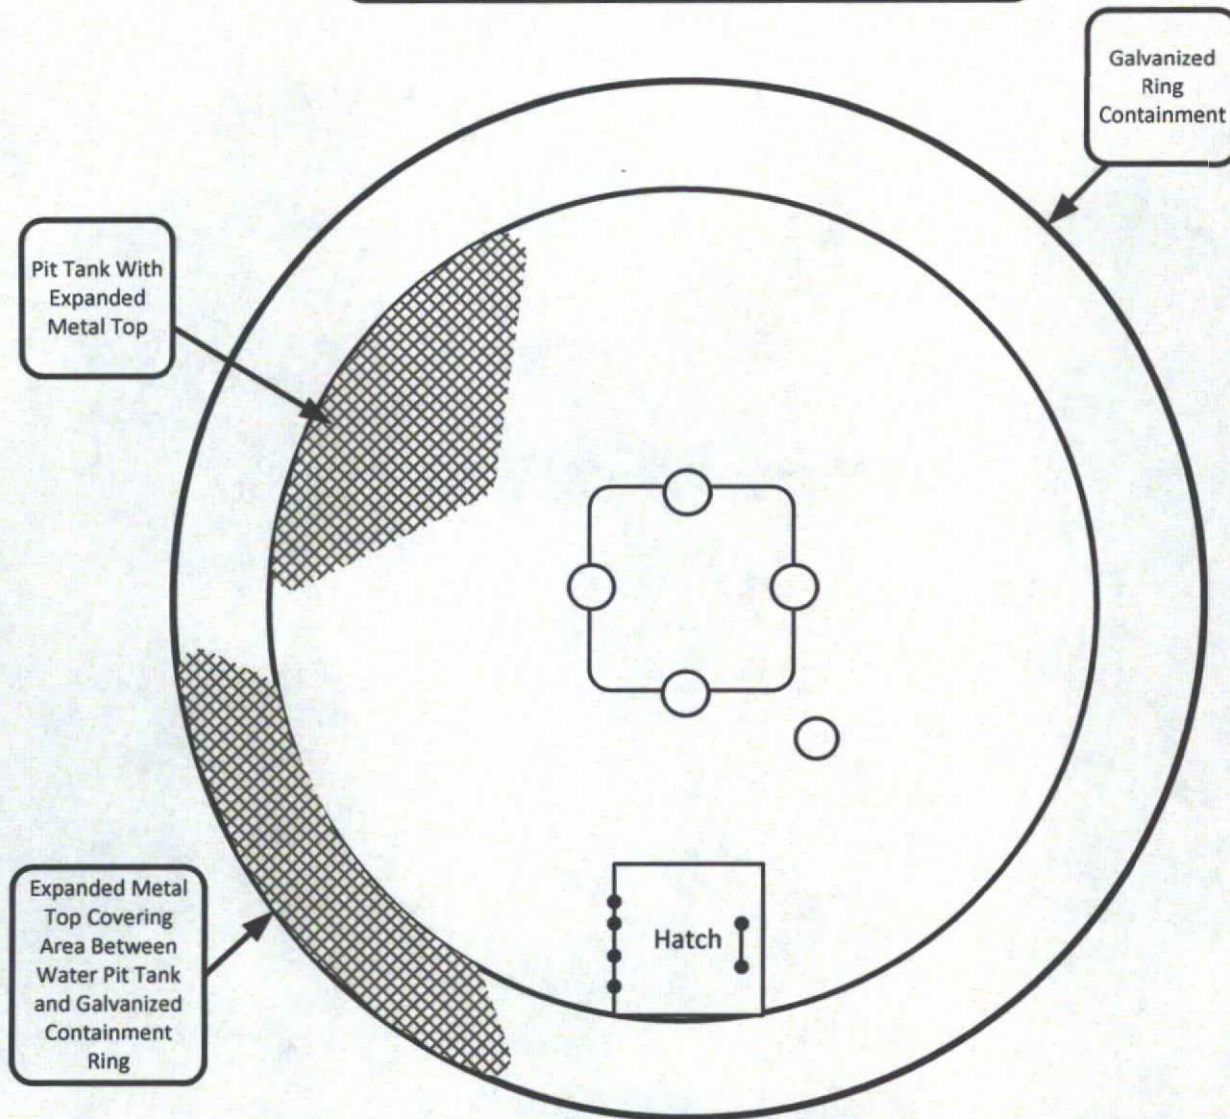 Galvanized
Ring
Containment
Pit Tank With
Expanded
Metal Top
Expanded Metal
Top Covering
Area Between
Water Pit Tank
and Galvanized
Containment
Ring
Hatch